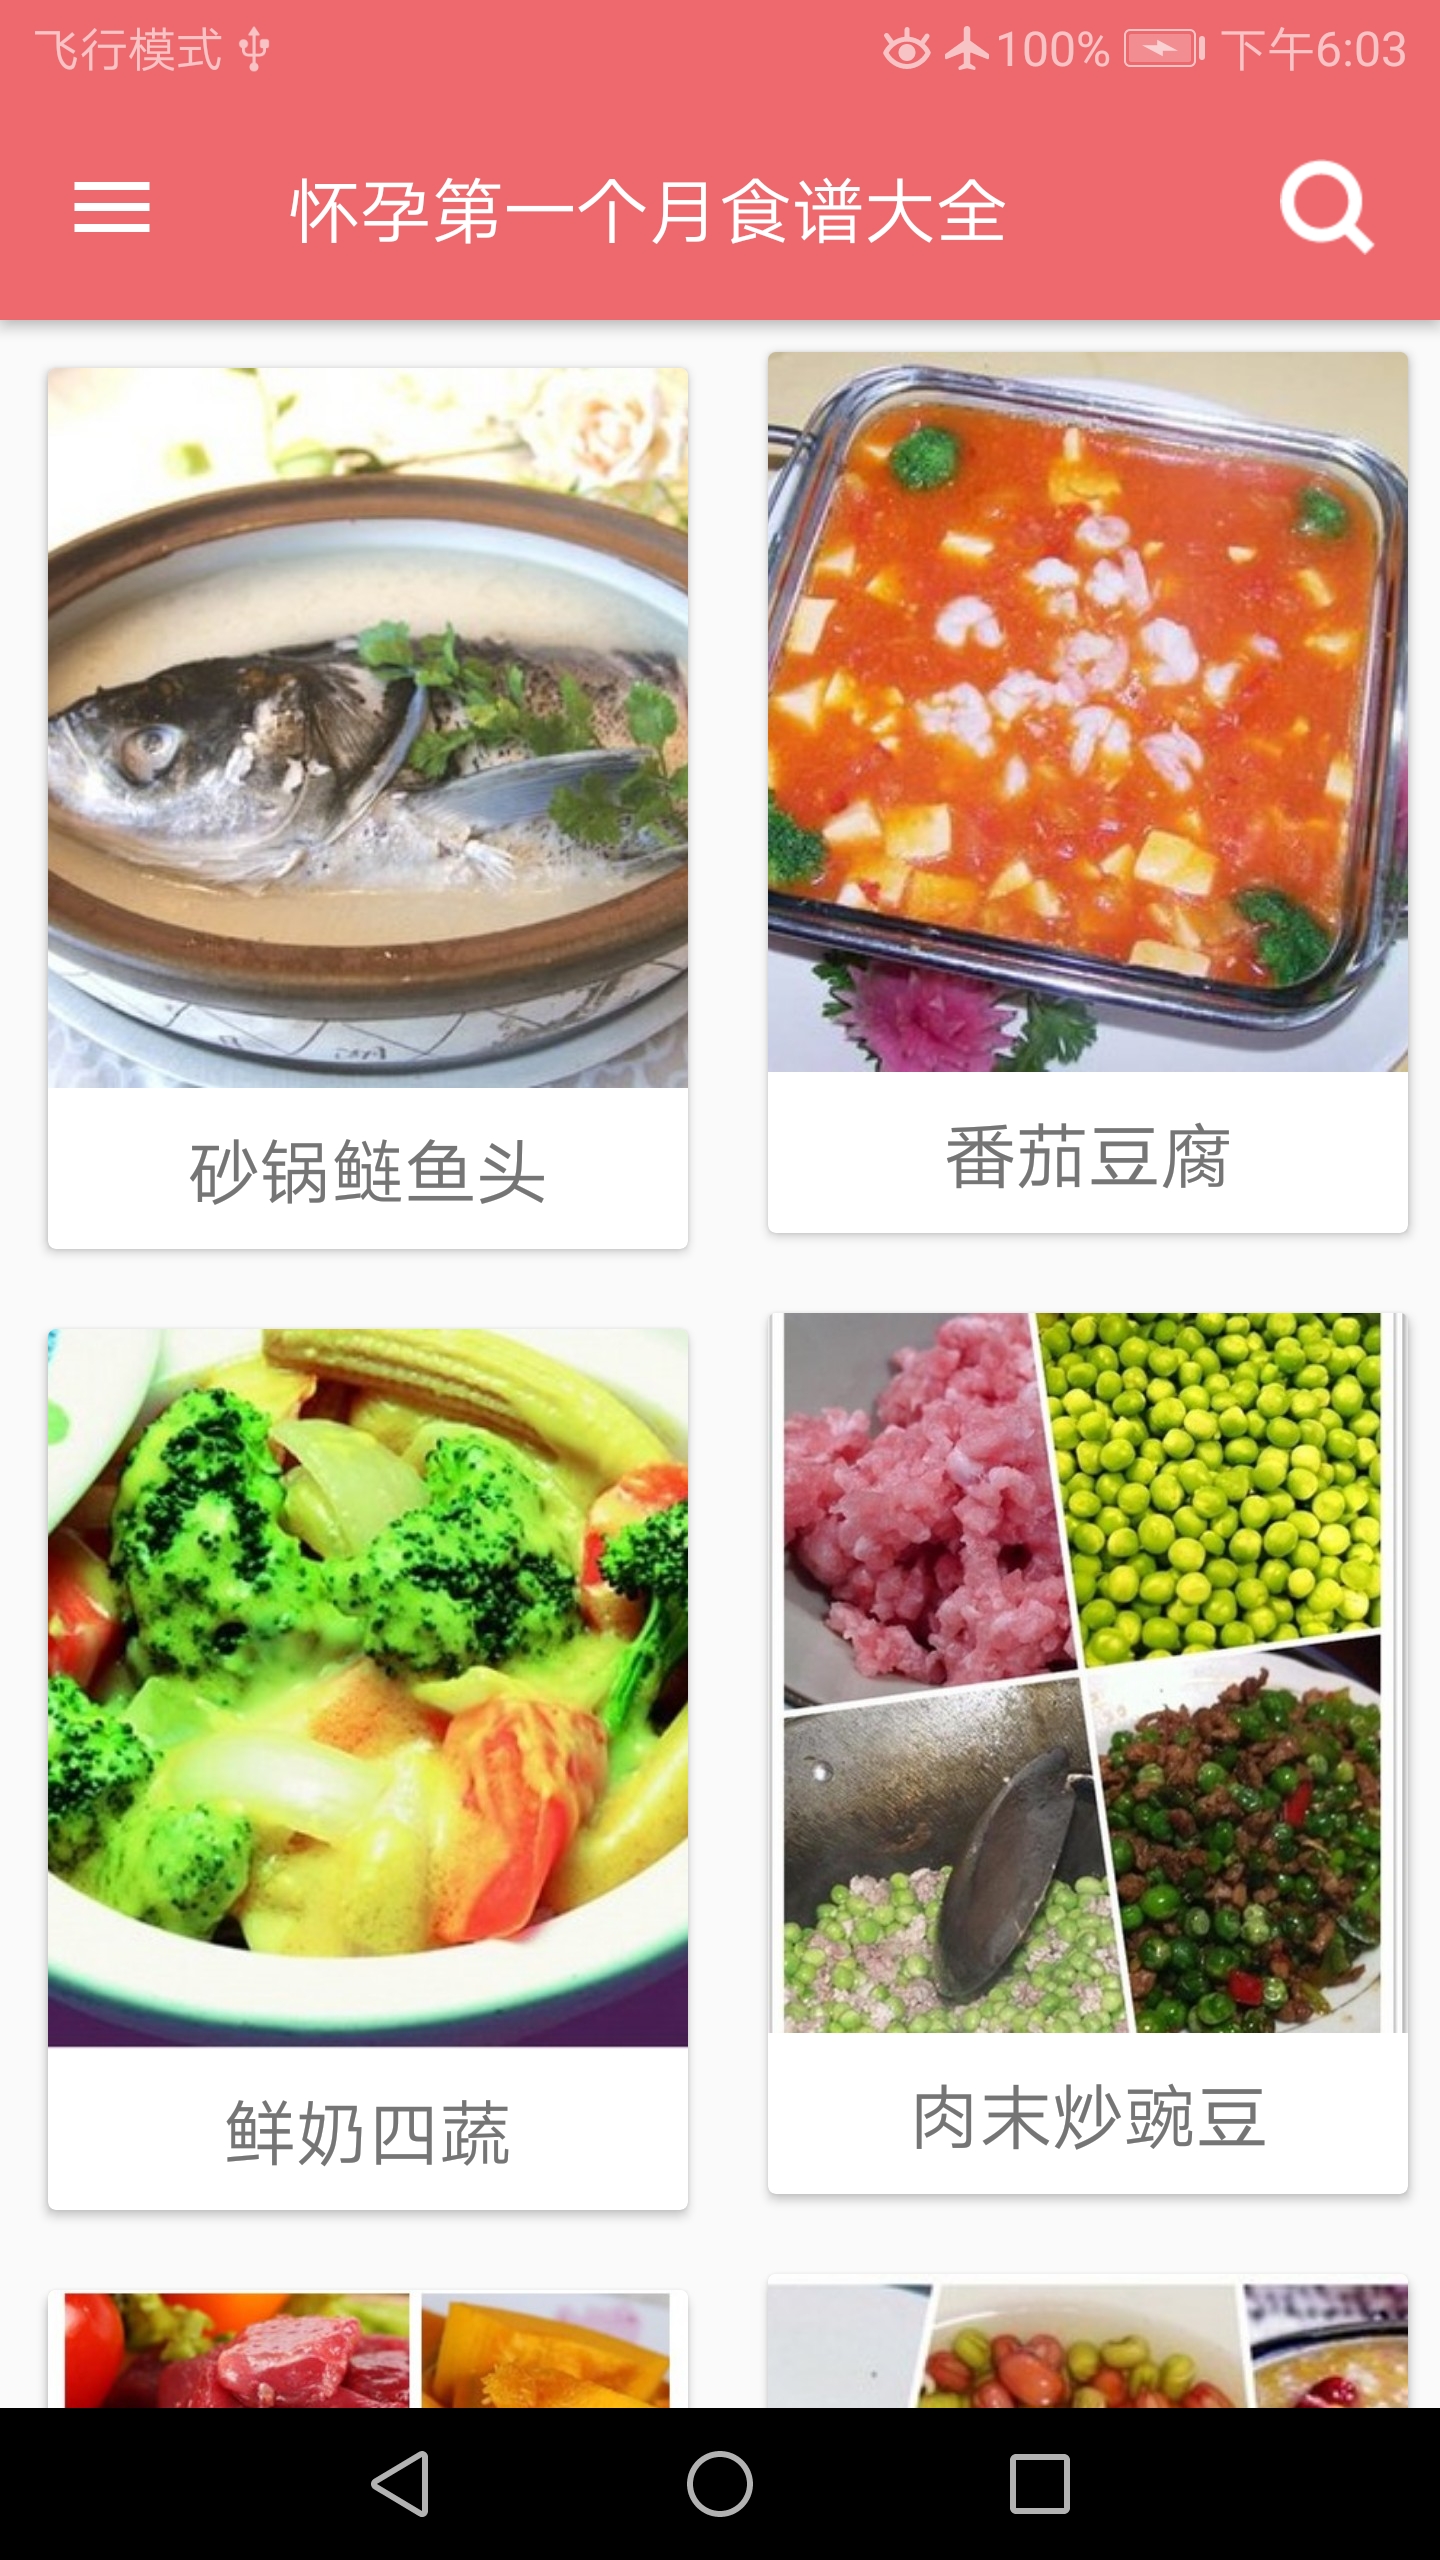 飞行模式 100% 下午6:03
怀孕第一个月食谱大全
砂锅鲢鱼头
番茄豆腐
鲜奶四蔬
肉末炒豌豆